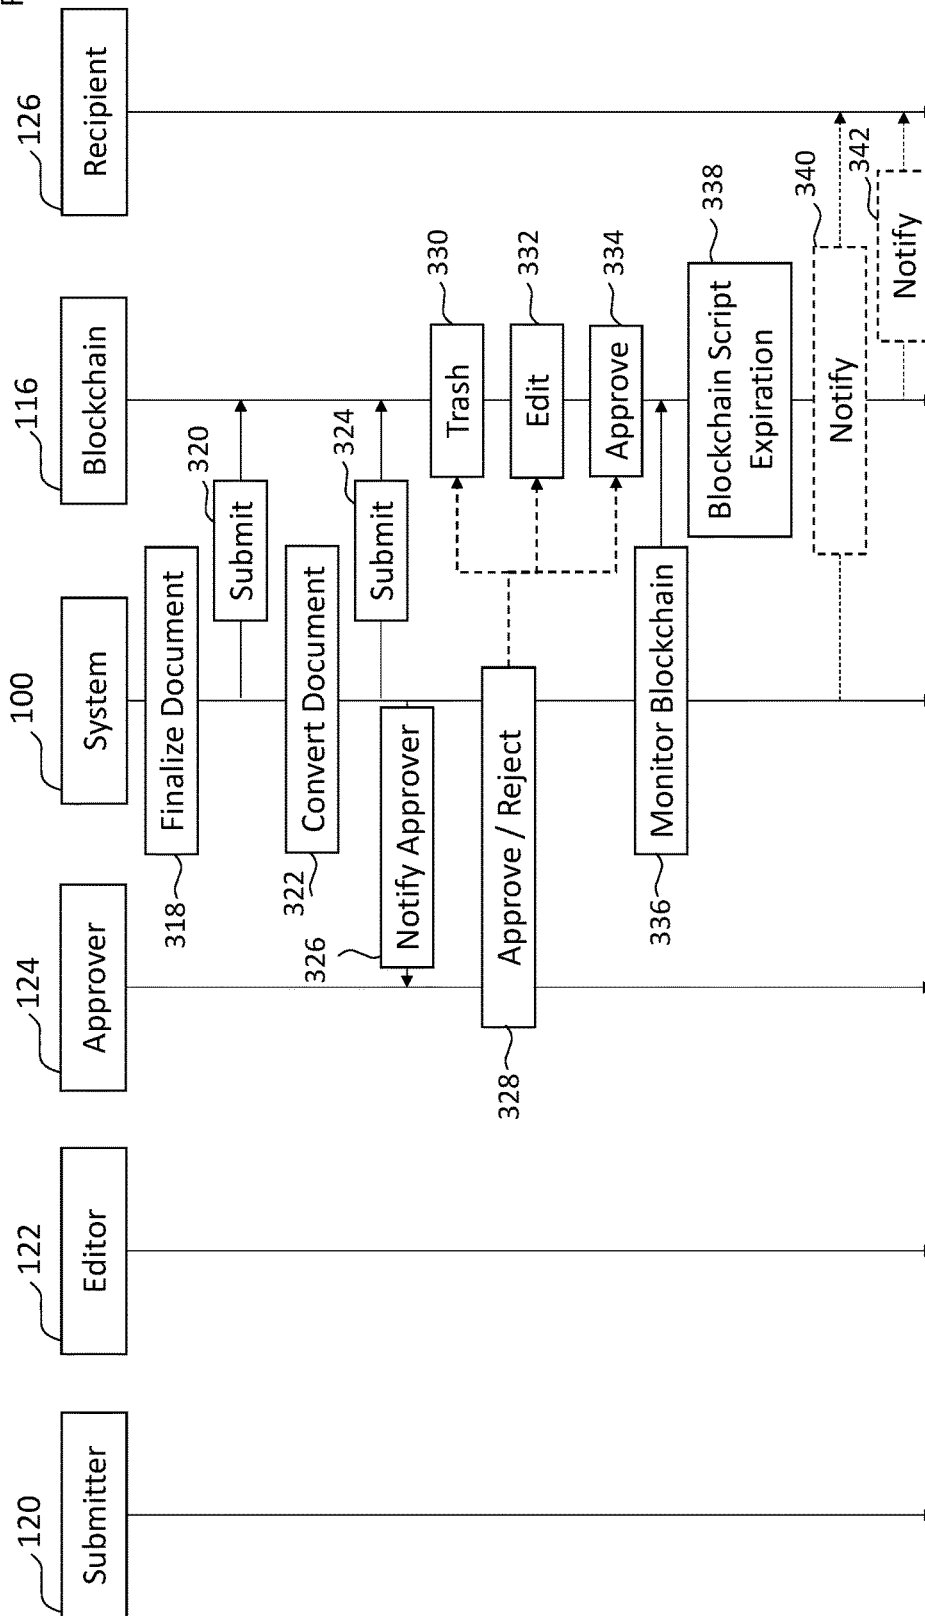 120
Submitter
122
Editor
124
Approver
100
System
116
Blockchain
126
Recipient
318
Finalize Document
320
Submit
322
Convert Document
324
Submit
326
Notify Approver
328
Approve / Reject
330
Trash
332
Edit
334
Approve
336
Monitor Blockchain
338
Blockchain Script
Expiration
340
Notify
342
Notify